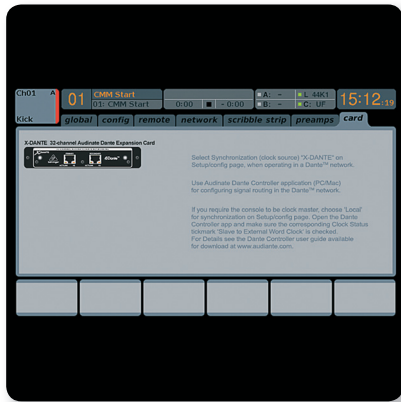 Ch01 A
Kick
01 CMM Start
01: CMM Start
0:00 - 0:00
A: - L 44K1
B: - C: UF
15:12:19
global config remote network scribble strip preamps card
X-DANTE 32-channel Audinate Dante Expansion Card
Select Synchronization (clock source) "X-DANTE" on
Setup/config page, when operating in a Dante™ network.
Use Audinate Dante Controller application (PC/Mac)
for configuring signal routing in the Dante™ network.
If you require the console to be clock master, choose 'Local'
for synchronization on Setup/config page. Open the Dante
Controller app and make sure the corresponding Clock Status
tickmark 'Slave to External Word Clock' is checked.
For Details see the Dante Controller user guide available
for download at www.audinate.com.